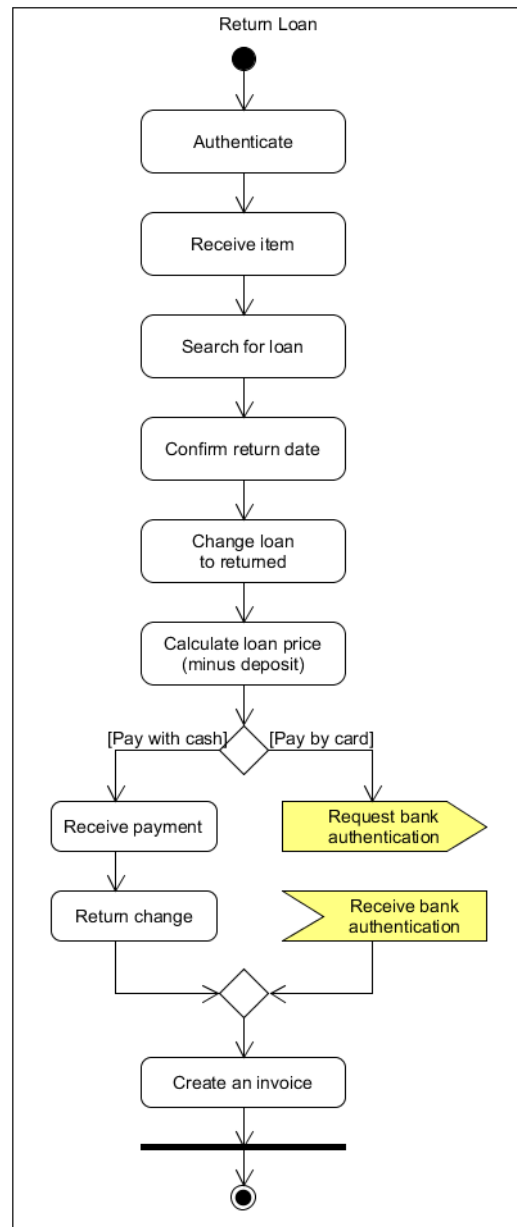 Return Loan
Authenticate
Receive item
Search for loan
Confirm return date
Change loan
to returned
Calculate loan price
(minus deposit)
[Pay with cash]
[Pay by card]
Receive payment
Request bank
authentication
Return change
Receive bank
authentication
Create an invoice